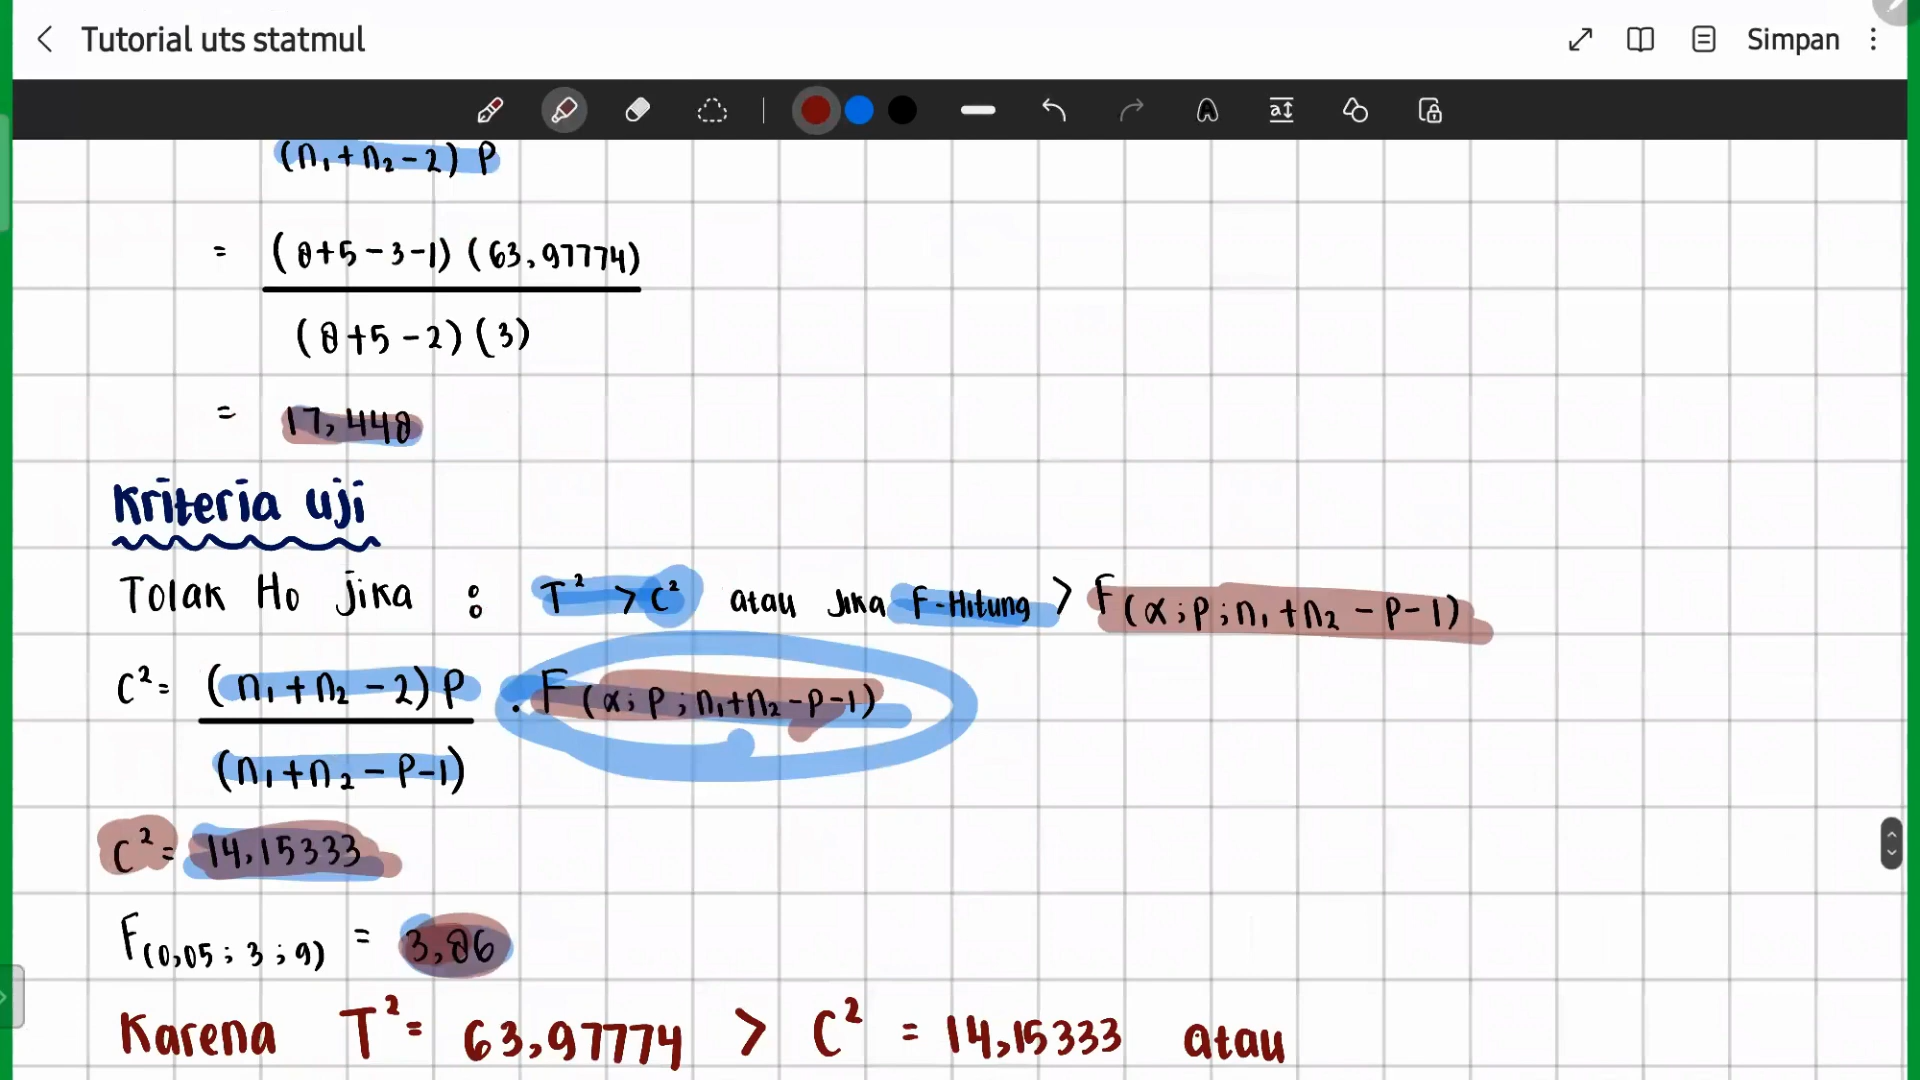 Tutorial uts statmul
Simpan
(n₁ + n₂ - 2) P
= (8+5-3-1) (63,97774)
(8+5-2) (3)
= 17,448
Kriteria uji
Tolak Ho jika : T² > C² atau Jika F-Hitung > F(α; p; n₁ + n₂ - p - 1)
C² = (n₁ + n₂ - 2) P . F(α; p; n₁+n₂-p-1)
(n₁+n₂ - p-1)
C² = 14,15333
F(0,05 ; 3 ; 9) = 3,86
Karena T² = 63,97774 > C² = 14,15333 atau